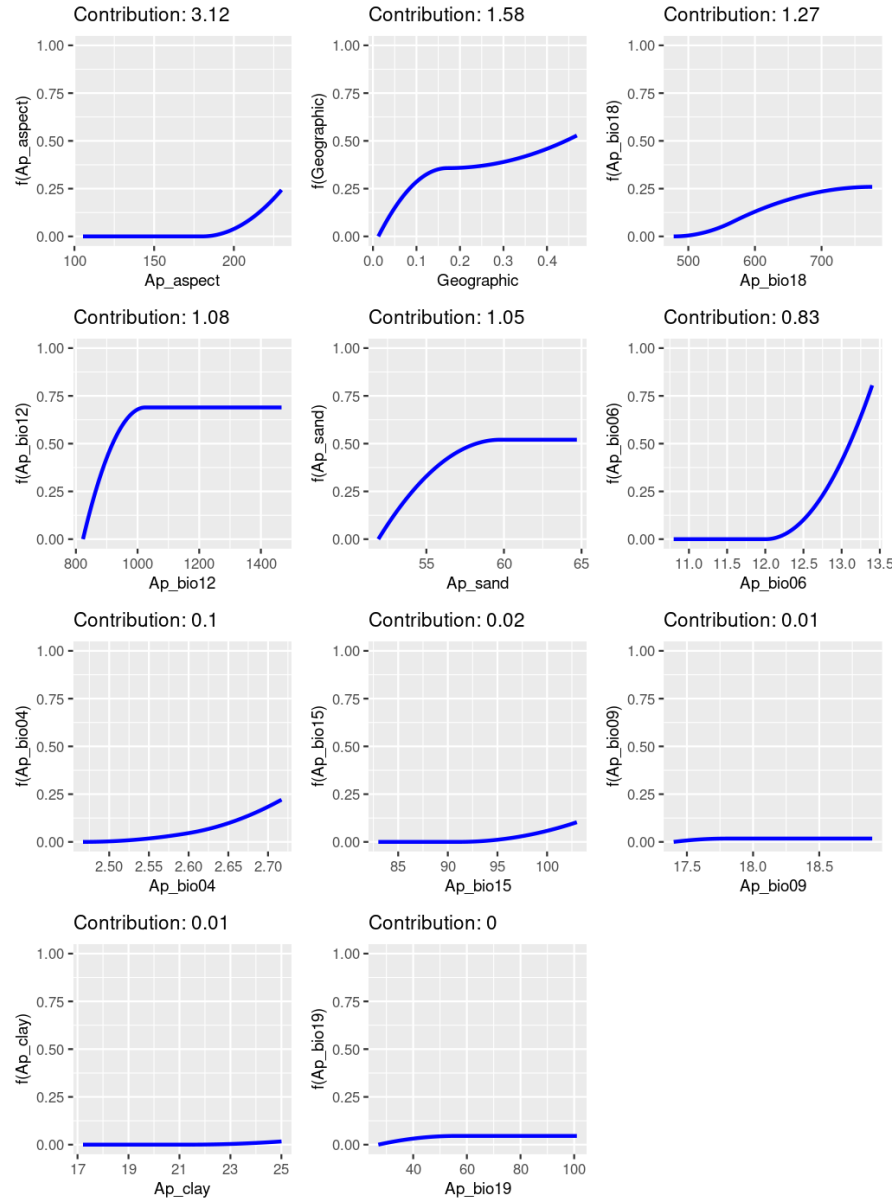 Contribution: 3.12
1.00
0.75
0.50
0.25
0.00
f(Ap_aspect)
100 150 200
Ap_aspect
Contribution: 1.58
1.00
0.75
0.50
0.25
0.00
f(Geographic)
0.0 0.1 0.2 0.3 0.4
Geographic
Contribution: 1.27
1.00
0.75
0.50
0.25
0.00
f(Ap_bio18)
500 600 700
Ap_bio18
Contribution: 1.08
1.00
0.75
0.50
0.25
0.00
f(Ap_bio12)
800 1000 1200 1400
Ap_bio12
Contribution: 1.05
1.00
0.75
0.50
0.25
0.00
f(Ap_sand)
55 60 65
Ap_sand
Contribution: 0.83
1.00
0.75
0.50
0.25
0.00
f(Ap_bio06)
11.0 11.5 12.0 12.5 13.0 13.5
Ap_bio06
Contribution: 0.1
1.00
0.75
0.50
0.25
0.00
f(Ap_bio04)
2.50 2.55 2.60 2.65 2.70
Ap_bio04
Contribution: 0.02
1.00
0.75
0.50
0.25
0.00
f(Ap_bio15)
85 90 95 100
Ap_bio15
Contribution: 0.01
1.00
0.75
0.50
0.25
0.00
f(Ap_bio09)
17.5 18.0 18.5
Ap_bio09
Contribution: 0.01
1.00
0.75
0.50
0.25
0.00
f(Ap_clay)
17 19 21 23 25
Ap_clay
Contribution: 0
1.00
0.75
0.50
0.25
0.00
f(Ap_bio19)
40 60 80 100
Ap_bio19